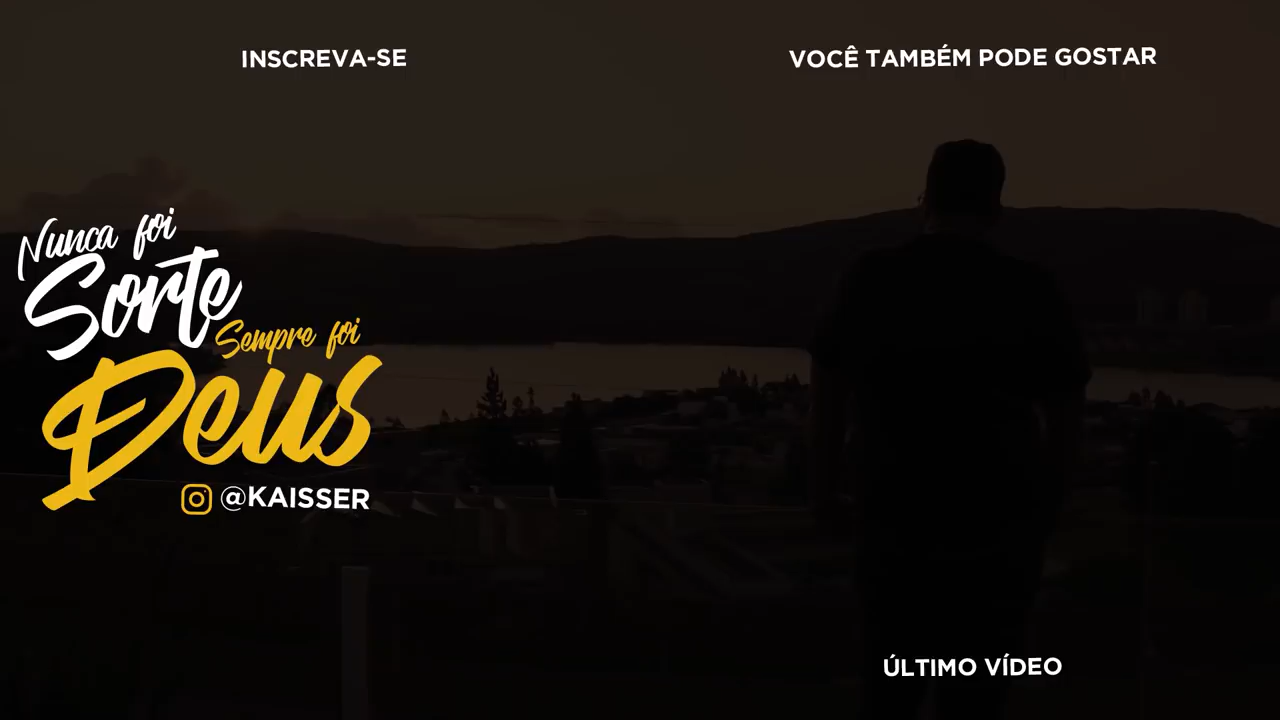 INSCREVA-SE
VOCÊ TAMBÉM PODE GOSTAR
Nunca foi
Sorte
Sempre foi
Deus
@KAISSER
ÚLTIMO VÍDEO